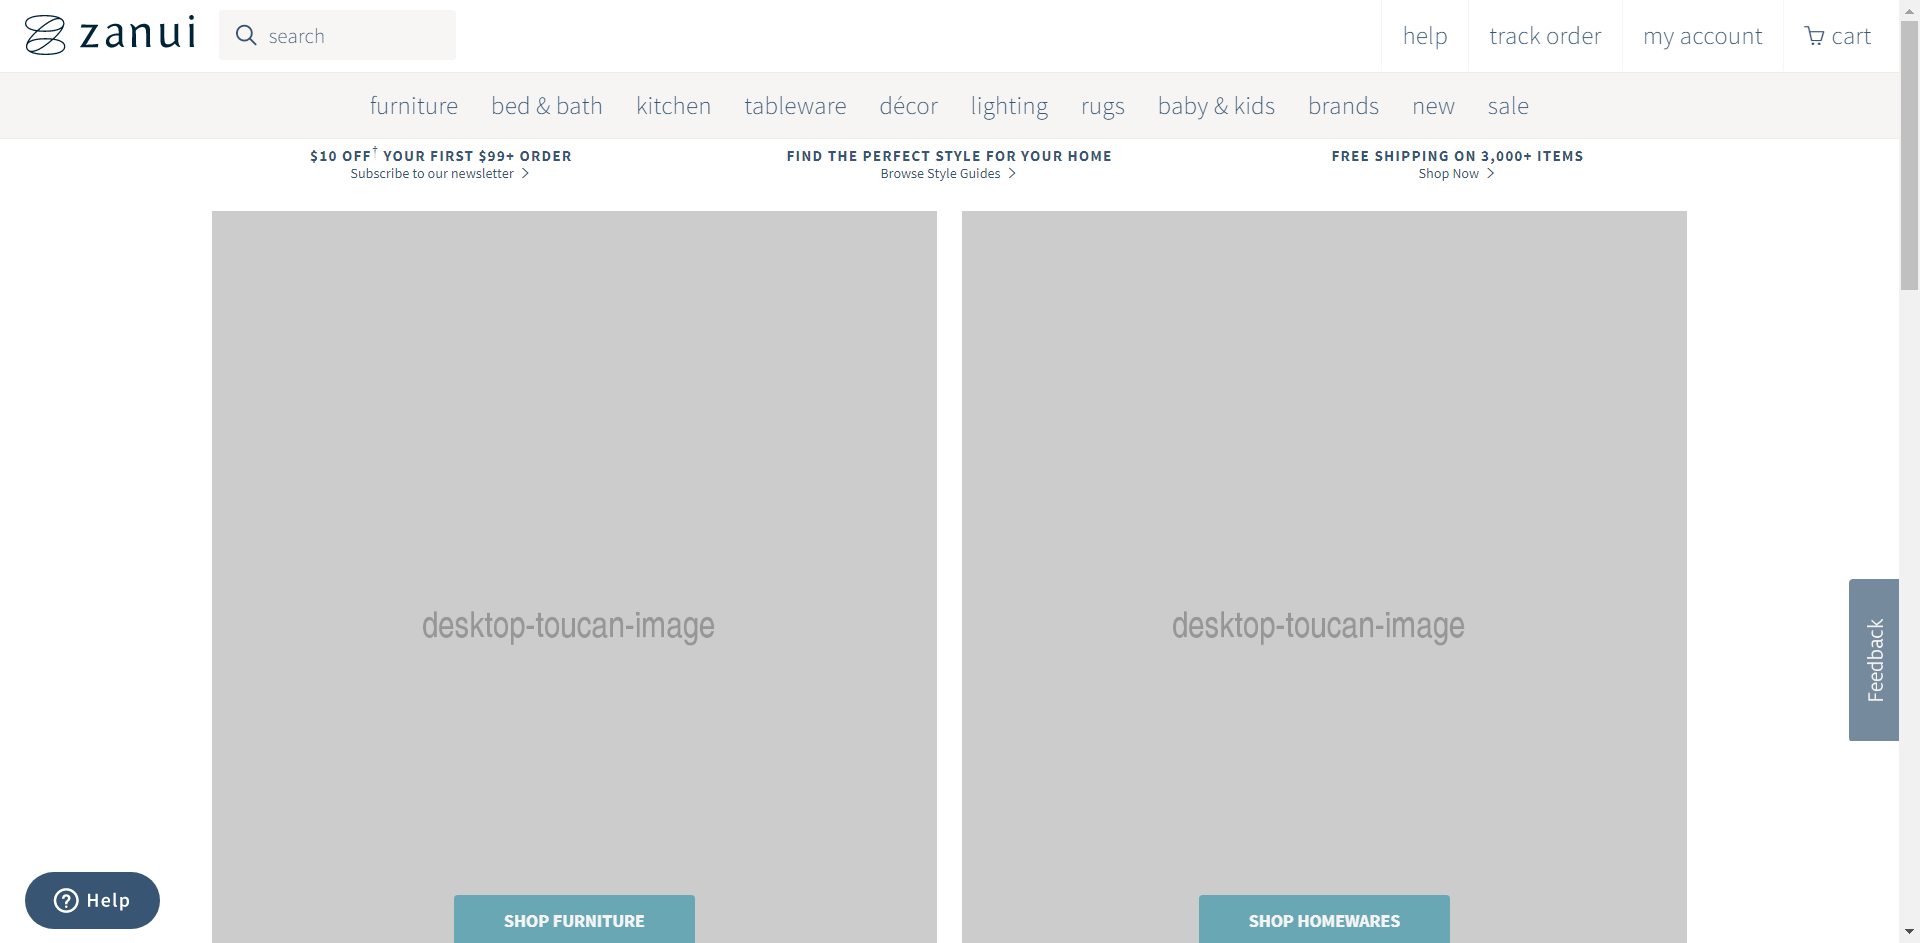 zanui
search
help
track order
my account
cart
furniture
bed & bath
kitchen
tableware
décor
lighting
rugs
baby & kids
brands
new
sale
$10 OFF† YOUR FIRST $99+ ORDER
Subscribe to our newsletter
FIND THE PERFECT STYLE FOR YOUR HOME
Browse Style Guides
FREE SHIPPING ON 3,000+ ITEMS
Shop Now
desktop-toucan-image
desktop-toucan-image
Feedback
SHOP FURNITURE
SHOP HOMEWARES
Help